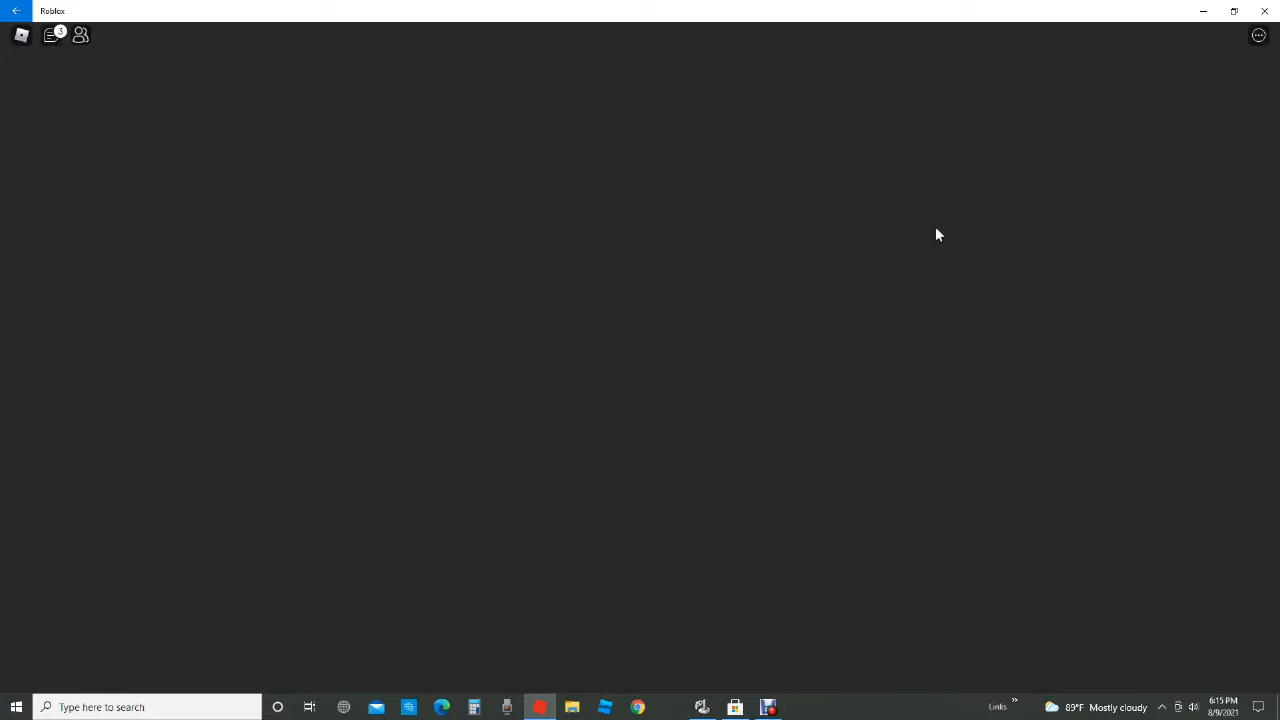 Roblox
3
Type here to search
Links
89°F Mostly cloudy
6:15 PM
8/9/2021